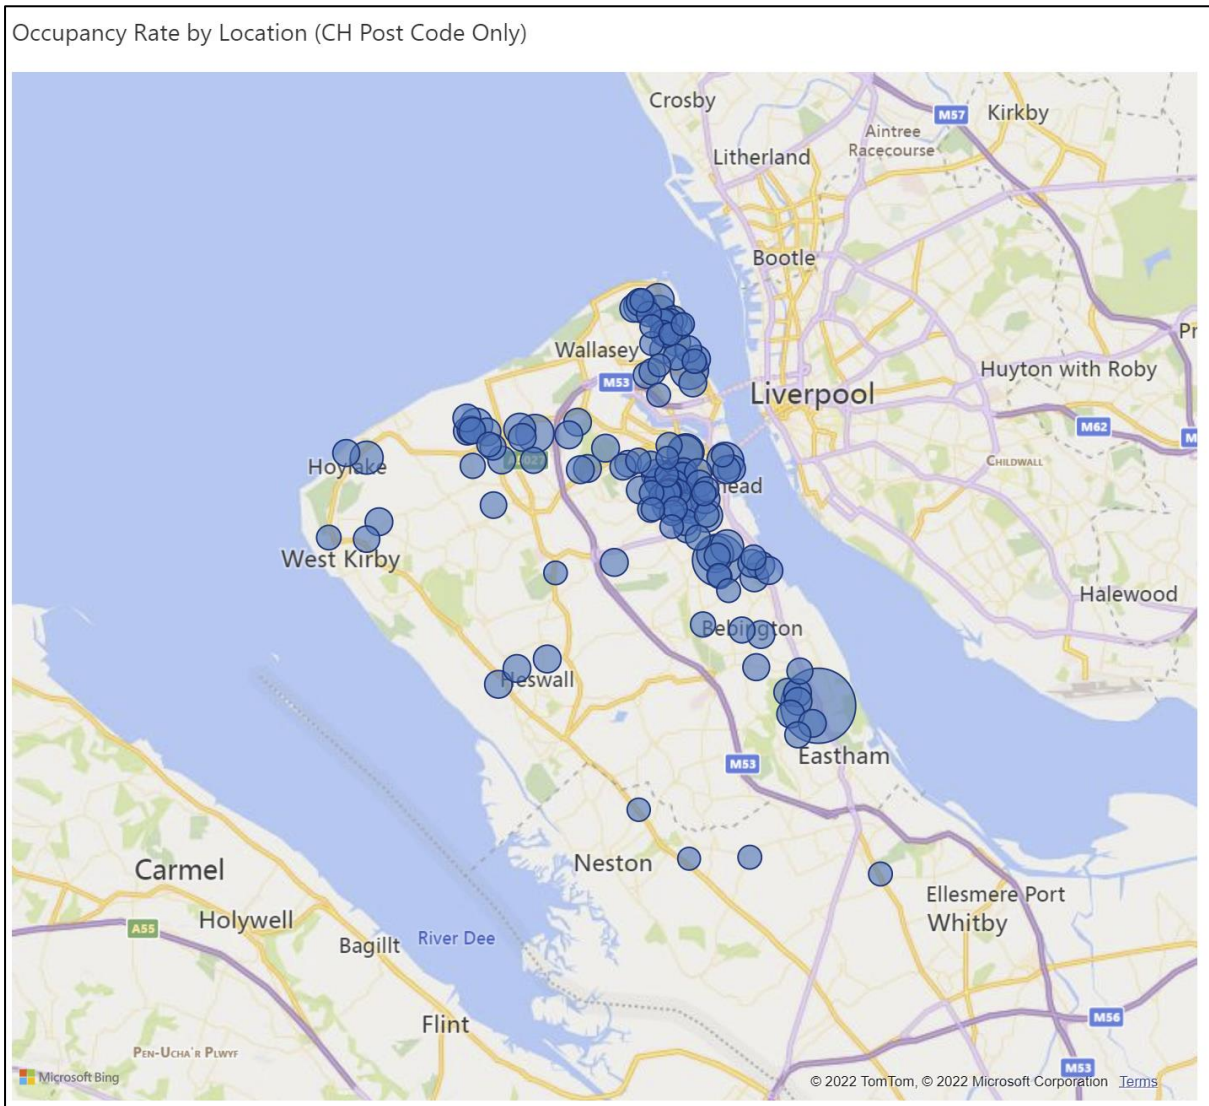 Occupancy Rate by Location (CH Post Code Only)
Crosby
M57
Kirkby
Aintree
Racecourse
Litherland
Bootle
Wallasey
M53
Liverpool
Huyton with Roby
M62
M
CHILDWALL
Hoylake
head
West Kirby
Halewood
Bebington
Heswall
M53
Eastham
Neston
Carmel
Ellesmere Port
Whitby
Holywell
A55
Bagillt
River Dee
Flint
M56
PEN-UCHA'R PLWYF
M53
Microsoft Bing
© 2022 TomTom, © 2022 Microsoft Corporation Terms